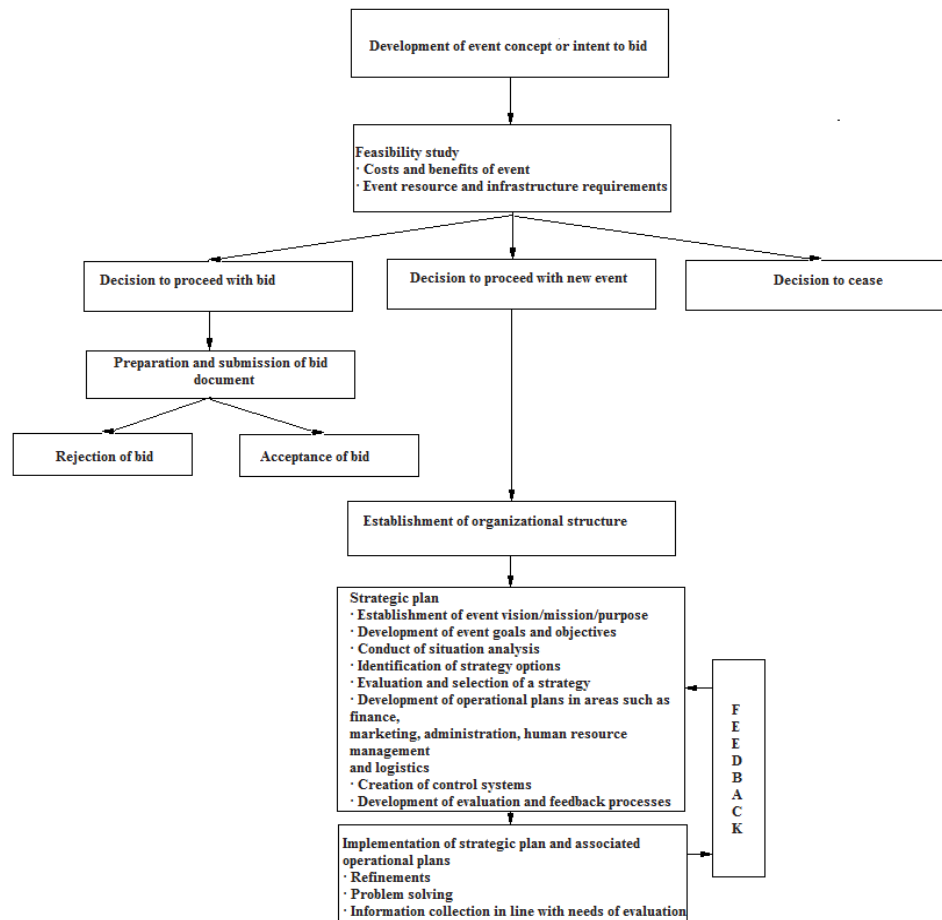 Development of event concept or intent to bid
Feasibility study
· Costs and benefits of event
· Event resource and infrastructure requirements
Decision to proceed with bid
Decision to proceed with new event
Decision to cease
Preparation and submission of bid
document
Rejection of bid
Acceptance of bid
Establishment of organizational structure
Strategic plan
· Establishment of event vision/mission/purpose
· Development of event goals and objectives
· Conduct of situation analysis
· Identification of strategy options
· Evaluation and selection of a strategy
· Development of operational plans in areas such as
finance,
marketing, administration, human resource
management
and logistics
· Creation of control systems
· Development of evaluation and feedback processes
F
E
E
D
B
A
C
K
Implementation of strategic plan and associated
operational plans
· Refinements
· Problem solving
· Information collection in line with needs of evaluation